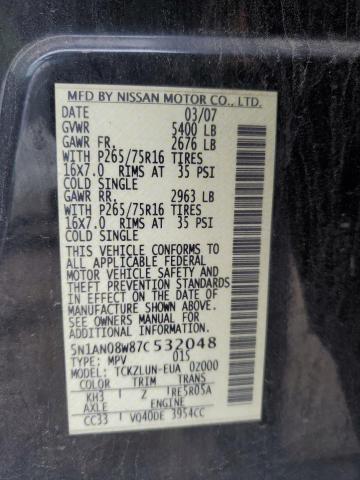 MFD BY NISSAN MOTOR CO., LTD.
DATE 03/07
GVWR 5400 LB
GAWR FR. 2676 LB
WITH P265/75R16 TIRES
16X7.0 RIMS AT 35 PSI
COLD SINGLE
GAWR RR. 2963 LB
WITH P265/75R16 TIRES
16X7.0 RIMS AT 35 PSI
COLD SINGLE
THIS VEHICLE CONFORMS TO
ALL APPLICABLE FEDERAL
MOTOR VEHICLE SAFETY AND
THEFT PREVENTION STANDARDS
IN EFFECT ON THE DATE OF
MANUFACTURE SHOWN ABOVE.
SEE OWNERS MANUAL FOR
ADDITIONAL INFORMATION
5N1AN08W87C532048
TYPE: MPV 015
MODEL: TCKZLUN-EUA 02000
COLOR TRIM TRANS
KH3 Z RE5R05A
AXLE ENGINE
CC33 VQ40DE 3954CC